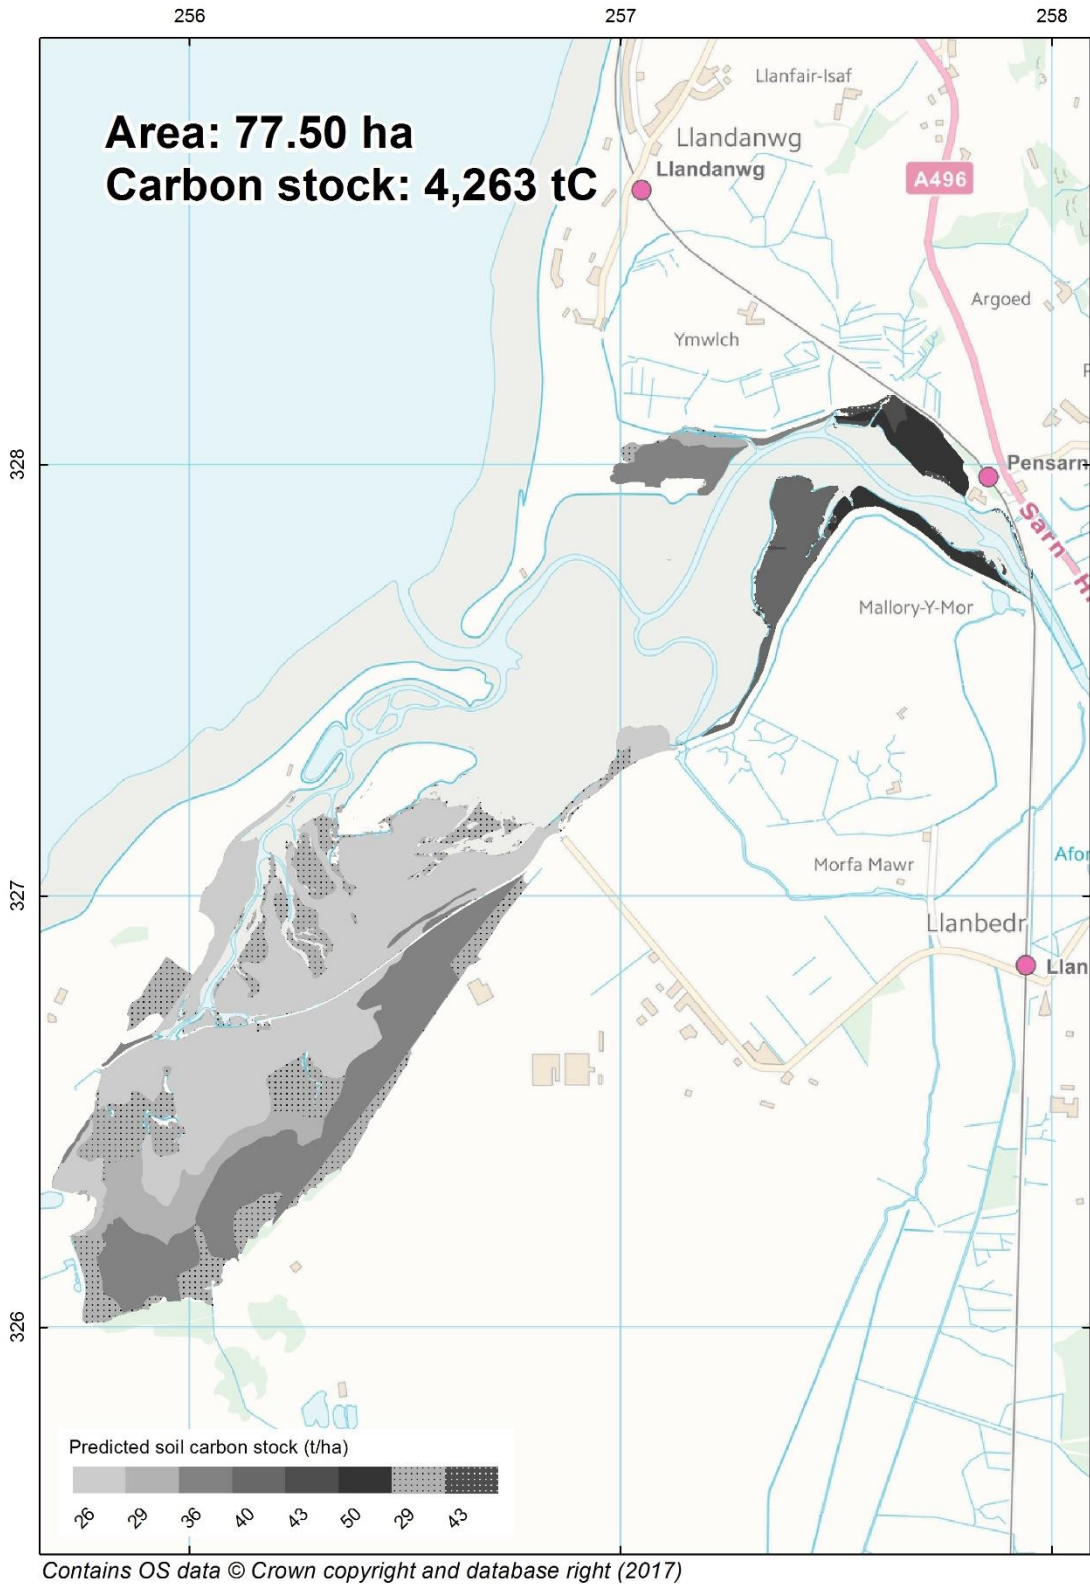 256 257 258
Llanfair-Isaf
Area: 77.50 ha
Llandanwg
Carbon stock: 4,263 tC
Llandanwg
A496
Argoed
Ymwlch
328
Pensarn
Sarn H
Mallory-Y-Mor
Morfa Mawr
Afor
327
Llanbedr
Llan
326
Predicted soil carbon stock (t/ha)
26 29 36 40 43 50 29 43
Contains OS data © Crown copyright and database right (2017)